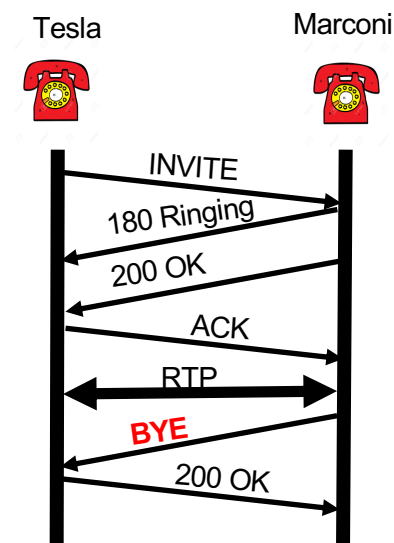 Tesla
Marconi
INVITE
180 Ringing
200 OK
ACK
RTP
BYE
200 OK